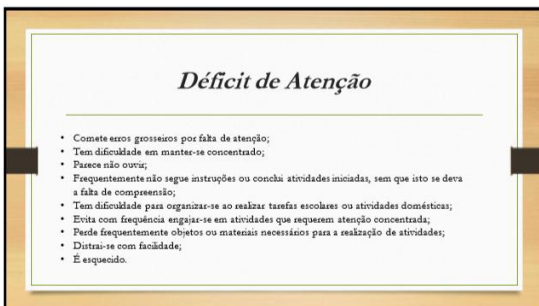 Déficit de Atenção
• Comete erros grosseiros por falta de atenção;
• Tem dificuldade em manter-se concentrado;
• Parece não ouvir;
• Frequentemente não segue instruções ou conclui atividades iniciadas, sem que isto se deva
a falta de compreensão;
• Tem dificuldade para organizar-se ao realizar tarefas escolares ou atividades domésticas;
• Evita com frequência engajar-se em atividades que requerem atenção concentrada;
• Perde frequentemente objetos ou materiais necessários para a realização de atividades;
• Distrai-se com facilidade;
• É esquecido.